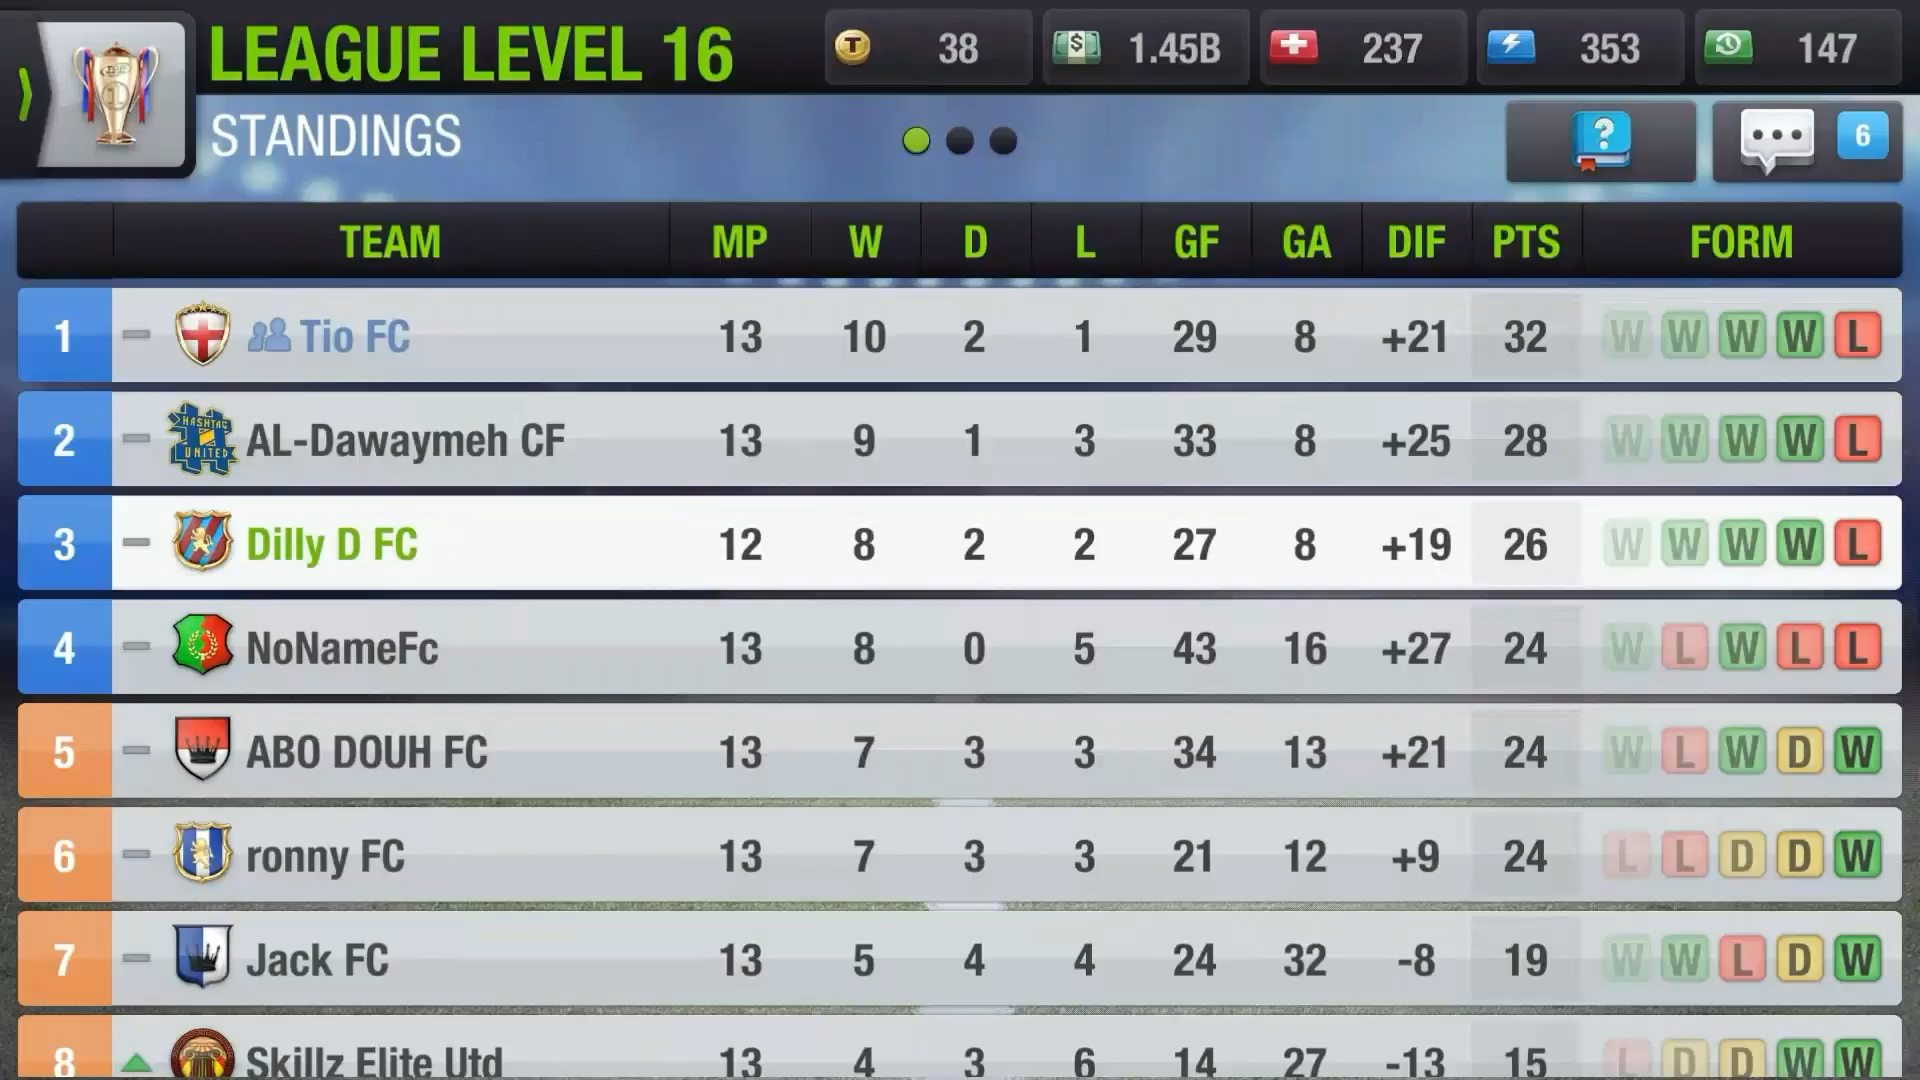 LEAGUE LEVEL 16
38 1.45B 237 353 147
STANDINGS
6
TEAM MP W D L GF GA DIF PTS FORM
1 Tio FC 13 10 2 1 29 8 +21 32 W W W W L
2 HASHTAG UNITED AL-Dawaymeh CF 13 9 1 3 33 8 +25 28 W W W W L
3 Dilly D FC 12 8 2 2 27 8 +19 26 W W W W L
4 NoNameFc 13 8 0 5 43 16 +27 24 W L W L L
5 ABO DOUH FC 13 7 3 3 34 13 +21 24 W L W D W
6 ronny FC 13 7 3 3 21 12 +9 24 L L D D W
7 Jack FC 13 5 4 4 24 32 -8 19 W W L D W
8 Skillz Elite Utd 13 4 3 6 14 27 -13 15 L D D W W